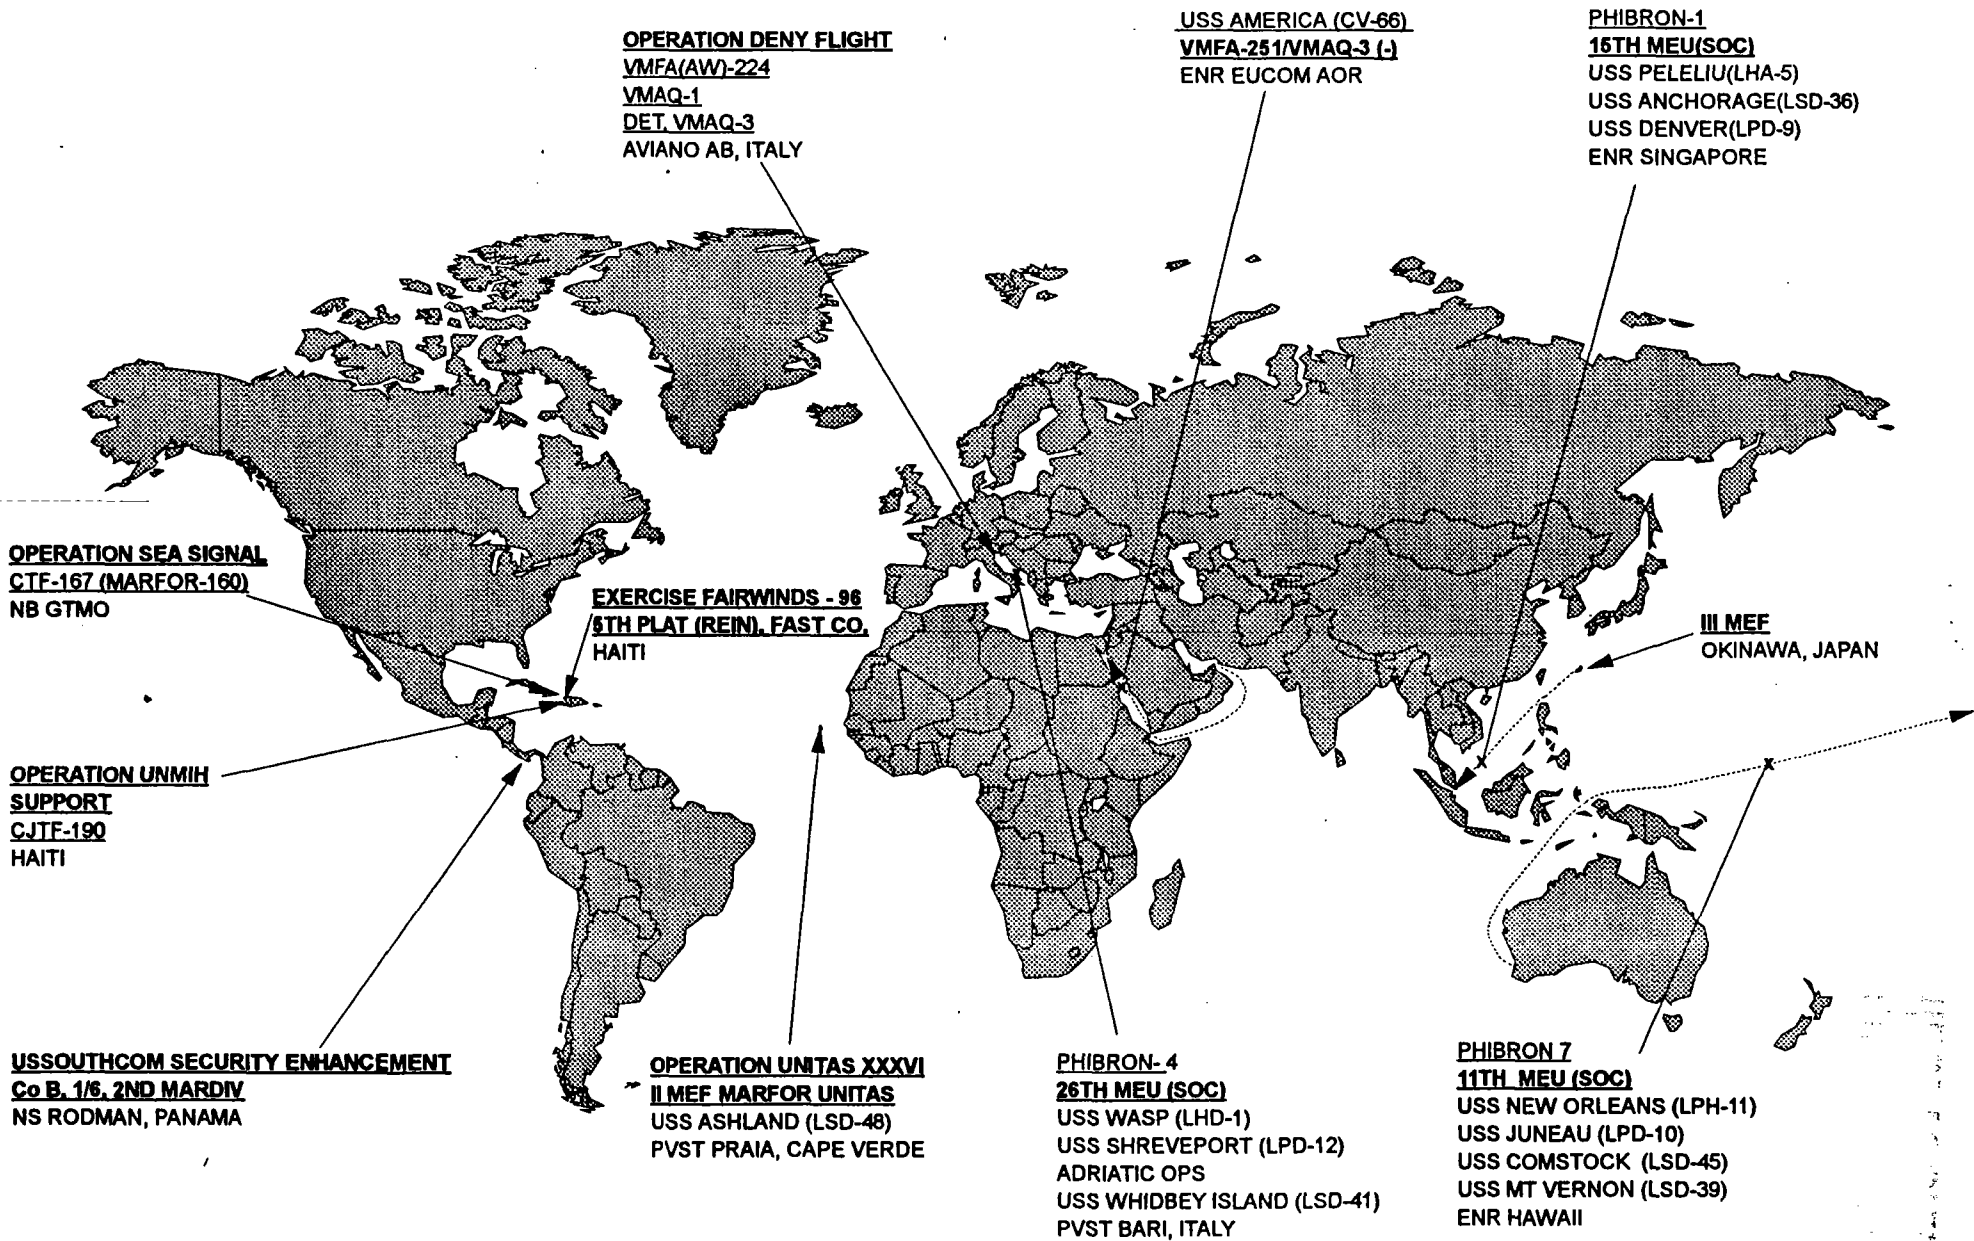 OPERATION DENY FLIGHT
VMFA(AW)-224
VMAQ-1
DET, VMAQ-3
AVIANO AB, ITALY
USS AMERICA (CV-66)
VMFA-251/VMAQ-3 (-)
ENR EUCOM AOR
PHIBRON-1
15TH MEU(SOC)
USS PELELIU(LHA-5)
USS ANCHORAGE(LSD-36)
USS DENVER(LPD-9)
ENR SINGAPORE
OPERATION SEA SIGNAL
CTF-167 (MARFOR-160)
NB GTMO
EXERCISE FAIRWINDS - 96
5TH PLAT (REIN), FAST CO,
HAITI
III MEF
OKINAWA, JAPAN
OPERATION UNMIH
SUPPORT
CJTF-190
HAITI
X
X
USSOUTHCOM SECURITY ENHANCEMENT
Co B, 1/6, 2ND MARDIV
NS RODMAN, PANAMA
OPERATION UNITAS XXXVI
II MEF MARFOR UNITAS
USS ASHLAND (LSD-48)
PVST PRAIA, CAPE VERDE
PHIBRON- 4
26TH MEU (SOC)
USS WASP (LHD-1)
USS SHREVEPORT (LPD-12)
ADRIATIC OPS
USS WHIDBEY ISLAND (LSD-41)
PVST BARI, ITALY
PHIBRON 7
11TH MEU (SOC)
USS NEW ORLEANS (LPH-11)
USS JUNEAU (LPD-10)
USS COMSTOCK (LSD-45)
USS MT VERNON (LSD-39)
ENR HAWAII